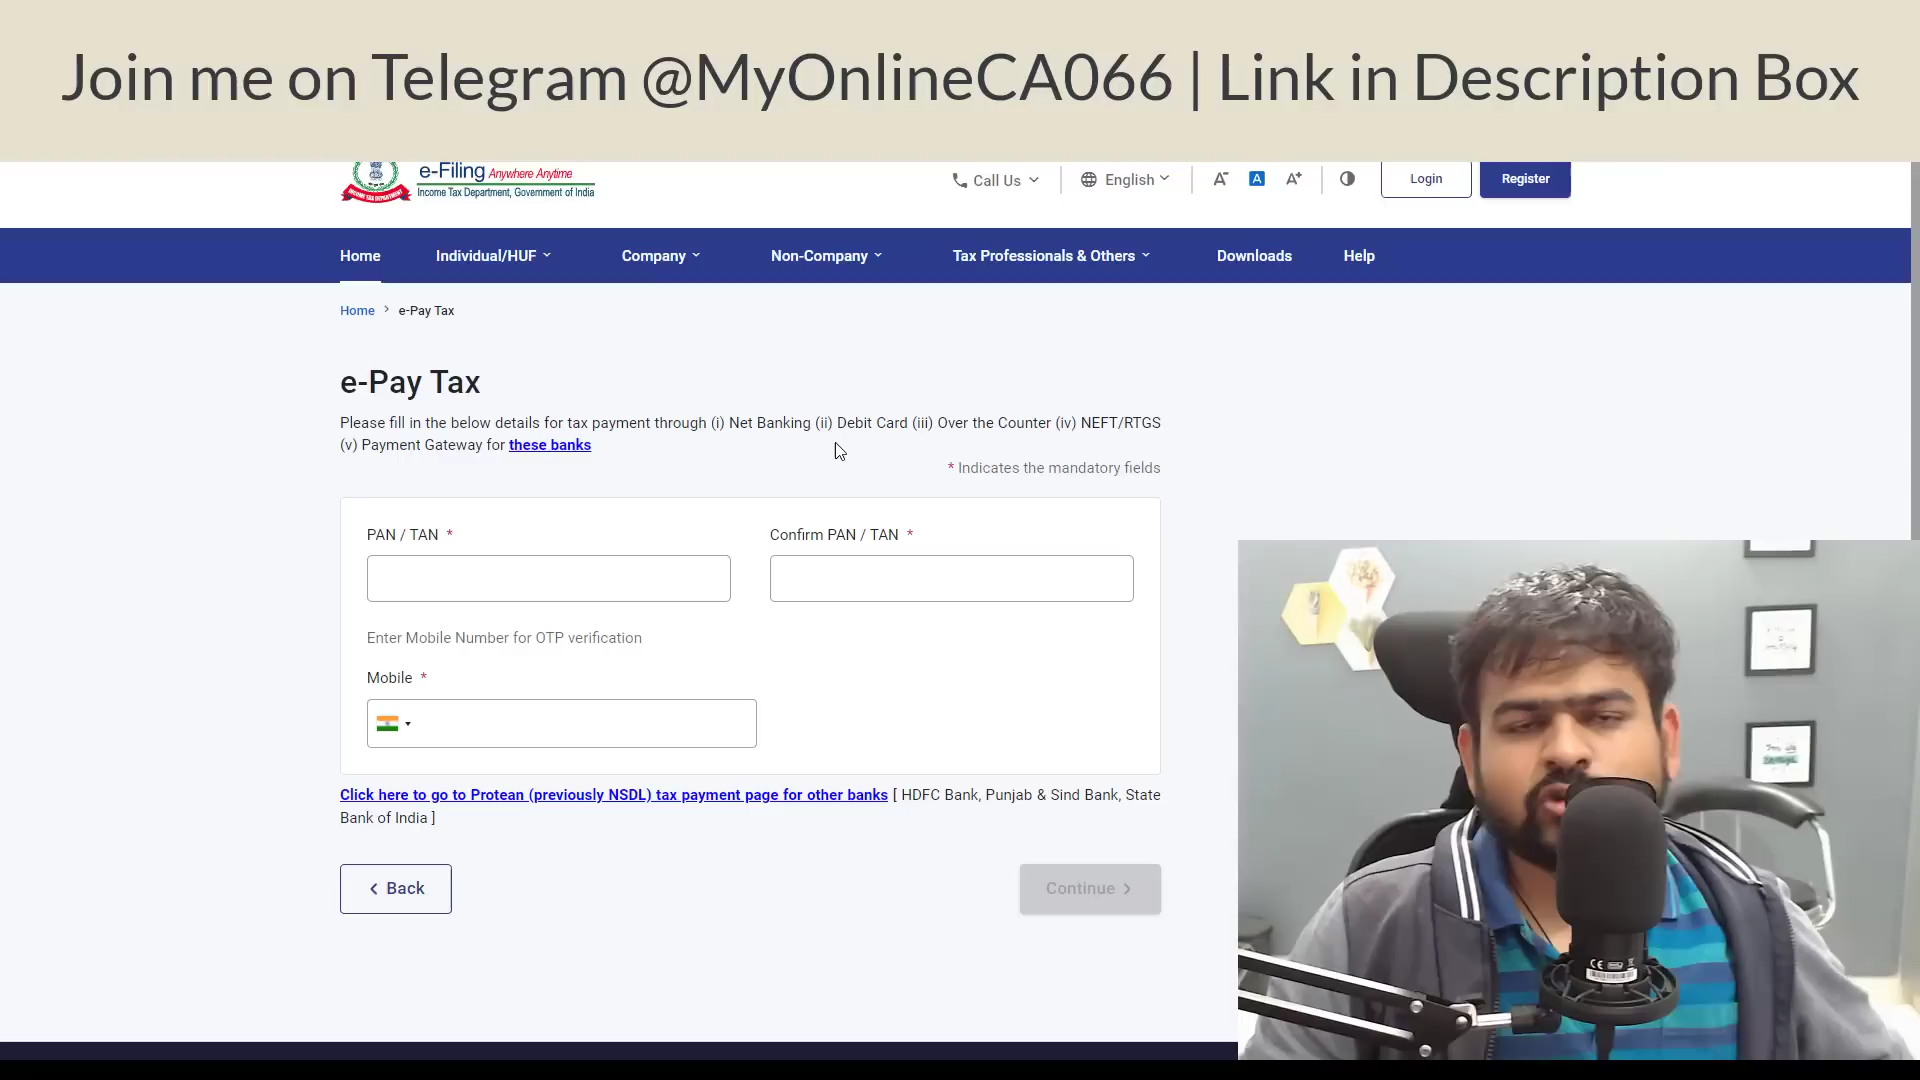 Join me on Telegram @MyOnlineCA066 | Link in Description Box
e-Filing Anywhere Anytime
Income Tax Department, Government of India
Call Us
English
A-
A
A+
Login
Register
Home
Individual/HUF
Company
Non-Company
Tax Professionals & Others
Downloads
Help
Home > e-Pay Tax
e-Pay Tax
Please fill in the below details for tax payment through (i) Net Banking (ii) Debit Card (iii) Over the Counter (iv) NEFT/RTGS
(v) Payment Gateway for these banks
* Indicates the mandatory fields
PAN / TAN *
Confirm PAN / TAN *
Enter Mobile Number for OTP verification
Mobile *
Click here to go to Protean (previously NSDL) tax payment page for other banks [ HDFC Bank, Punjab & Sind Bank, State
Bank of India ]
Back
Continue